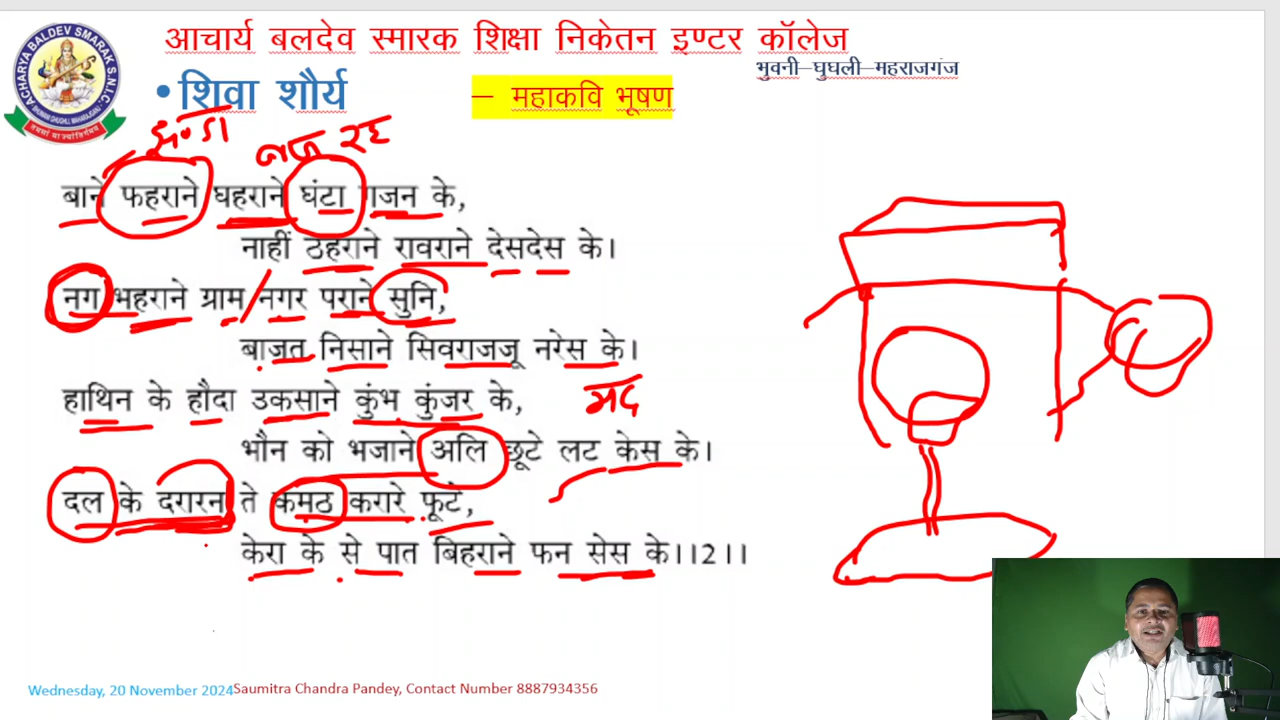 आचार्य बलदेव स्मारक शिक्षा निकेतन इण्टर कॉलेज
भुवनी–घुघली–महराजगंज
• शिवा शौर्य – महाकवि भूषण
झण्डा
बाने फहराने घहराने घंटा गजन के,
नाहीं ठहराने रावराने देसदेस के।
नग भहराने ग्राम नगर पराने सुनि,
बाजत निसाने सिवराजजू नरेस के।
हाथिन के हौदा उकसाने कुंभ कुंजर के,
मद
भौन को भजाने अलि छूटे लट केस के।
दल के दरारन ते कमठ करारे फूटे,
केरा के से पात बिहराने फन सेस के।।2।।
Wednesday, 20 November 2024 Saumitra Chandra Pandey, Contact Number 8887934356